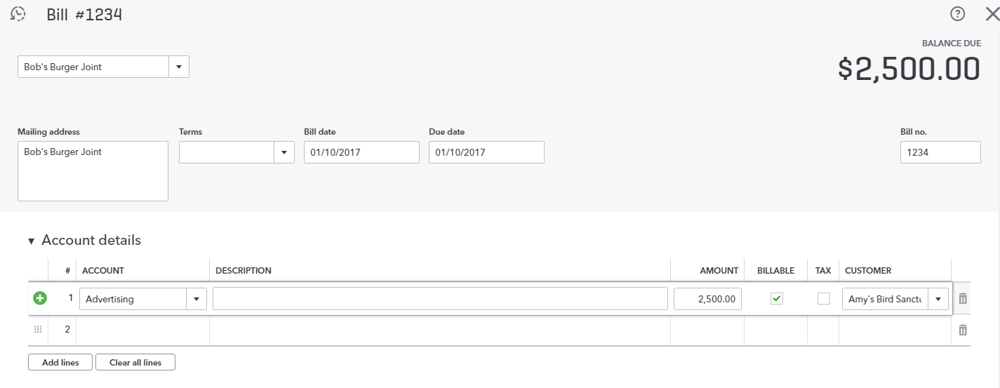 Bill #1234
BALANCE DUE
Bob's Burger Joint
$2,500.00
Mailing address Terms Bill date Due date Bill no.
Bob's Burger Joint 01/10/2017 01/10/2017 1234
Account details
# ACCOUNT DESCRIPTION AMOUNT BILLABLE TAX CUSTOMER
1 Advertising 2,500.00 Amy's Bird Sanctu
2
Add lines Clear all lines